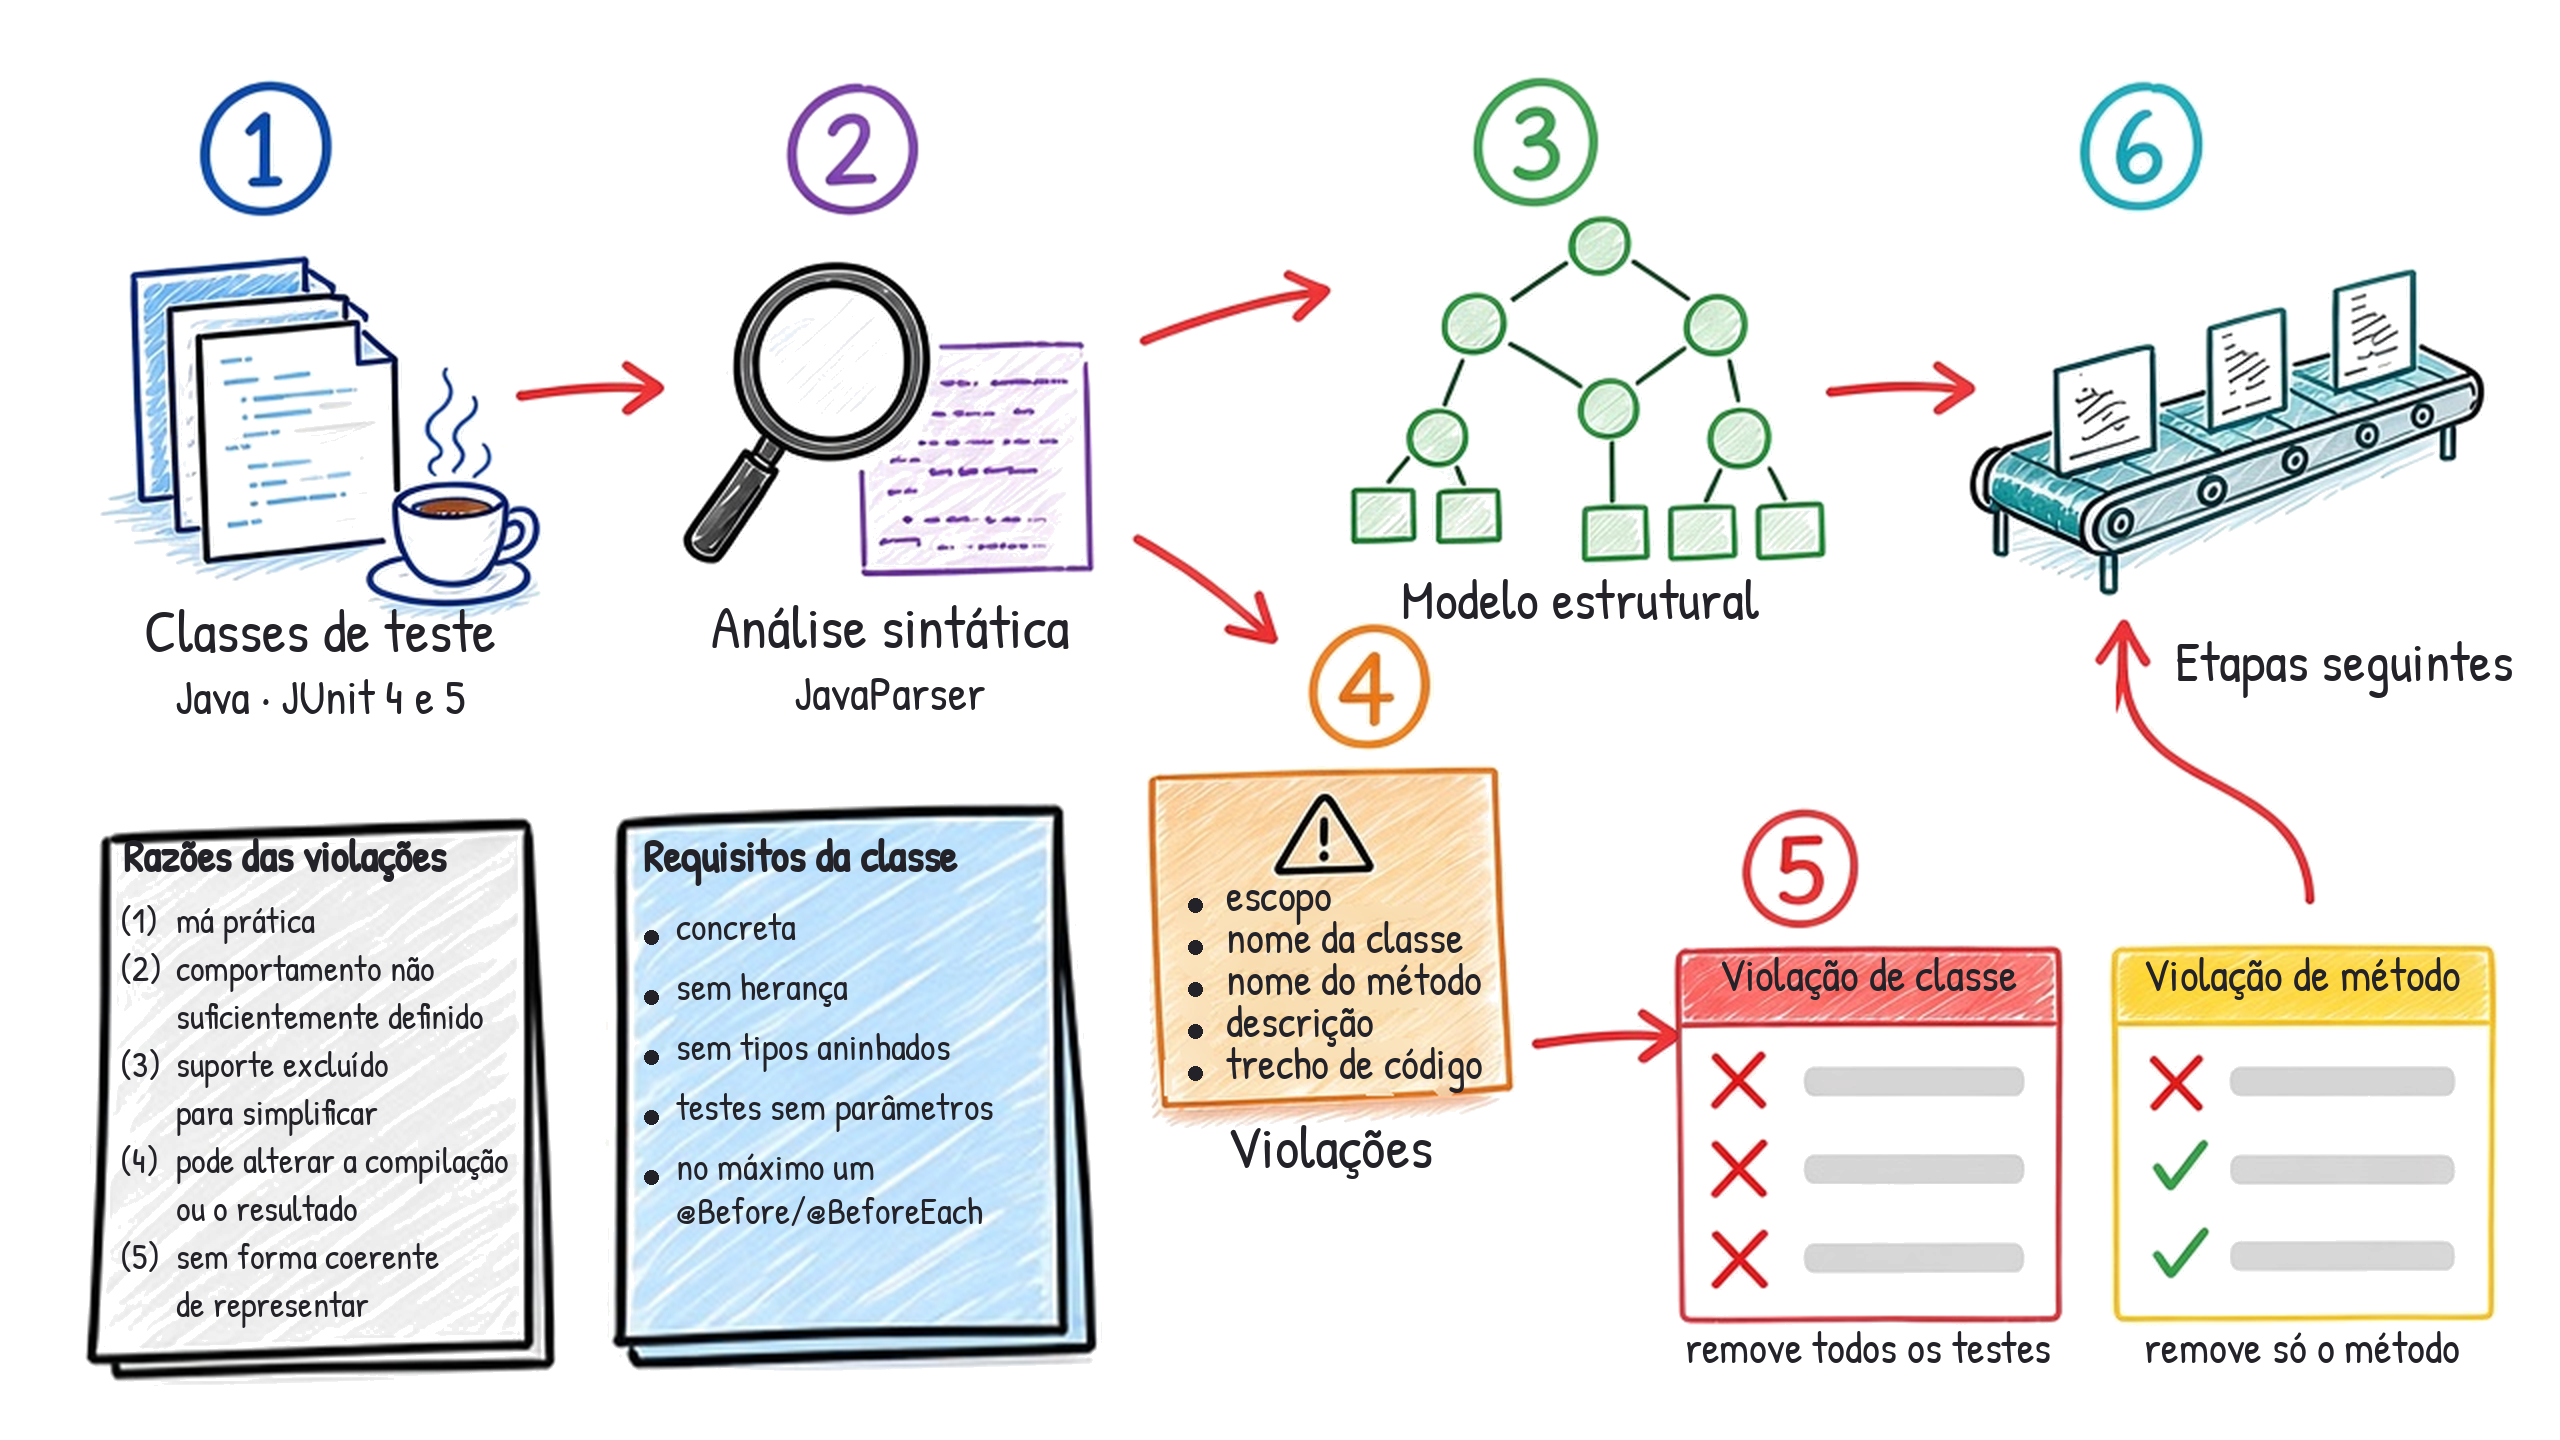 1
2
3
6
Classes de teste
Java · JUnit 4 e 5
Análise sintática
JavaParser
Modelo estrutural
Etapas seguintes
4
escopo
nome da classe
nome do método
descrição
trecho de código
Violações
5
Violação de classe
remove todos os testes
Violação de método
remove só o método
Razões das violações
(1) má prática
(2) comportamento não
suficientemente definido
(3) suporte excluído
para simplificar
(4) pode alterar a compilação
ou o resultado
(5) sem forma coerente
de representar
Requisitos da classe
concreta
sem herança
sem tipos aninhados
testes sem parâmetros
no máximo um
@Before/@BeforeEach